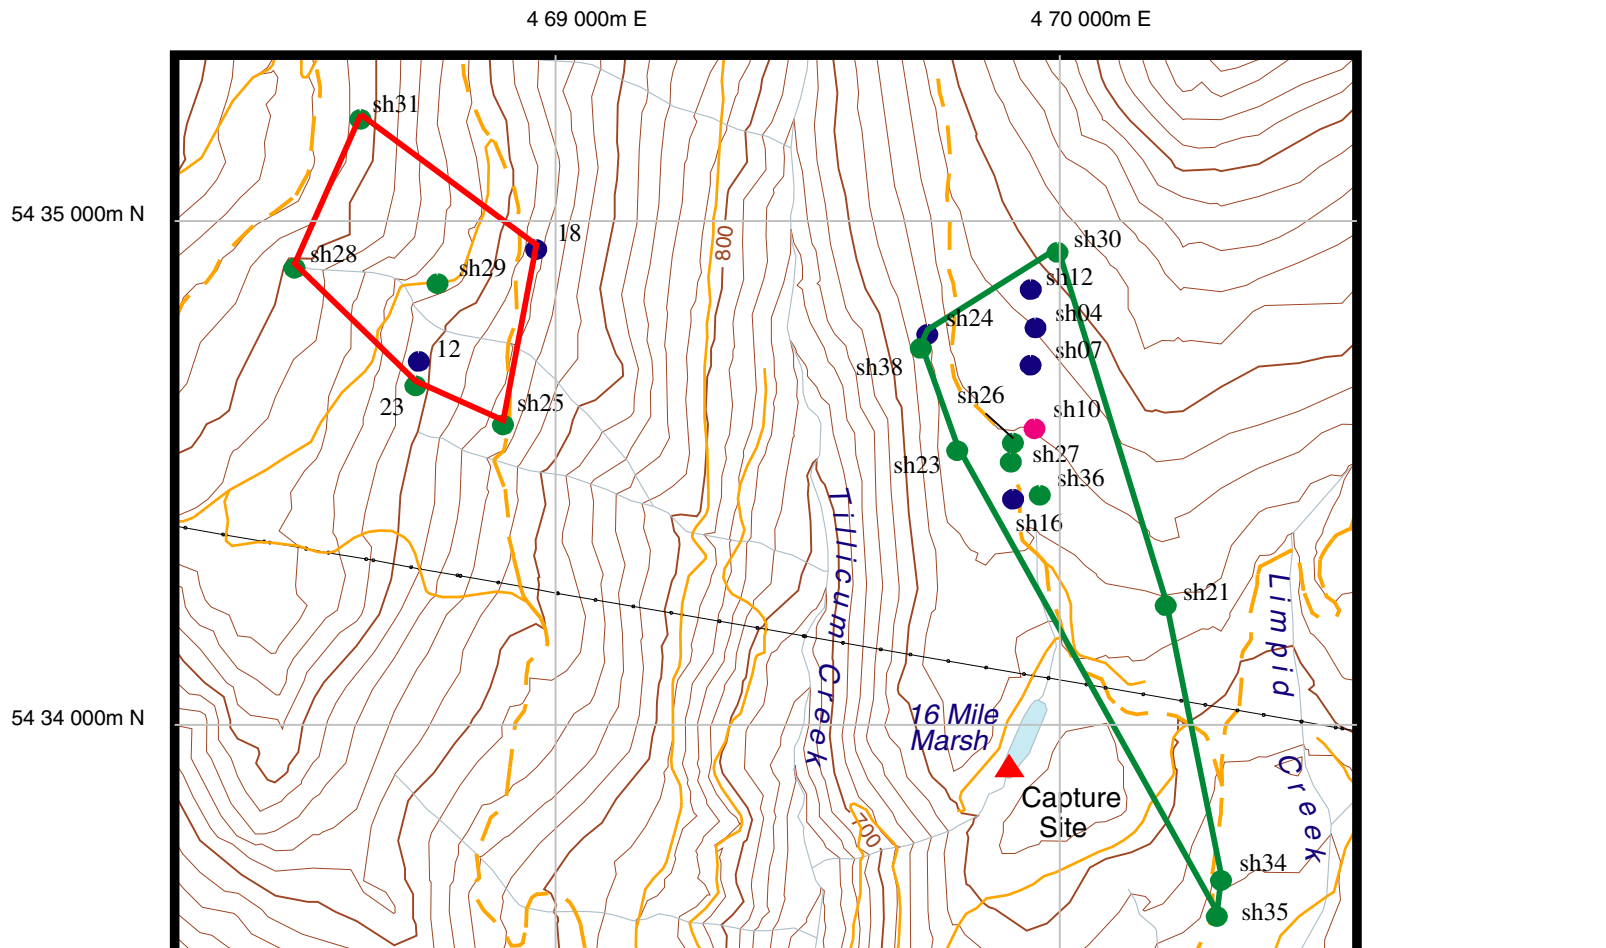 4 69 000m E
4 70 000m E
sh31
54 35 000m N
18
sh30
800
sh28
sh29
sh12
sh04
sh24
12
sh07
sh38
sh26
23
sh25
sh10
sh23
sh27
sh36
sh16
Tillicum Creek
sh21
Limpid Creek
54 34 000m N
16 Mile
Marsh
Capture
Site
700
sh34
sh35